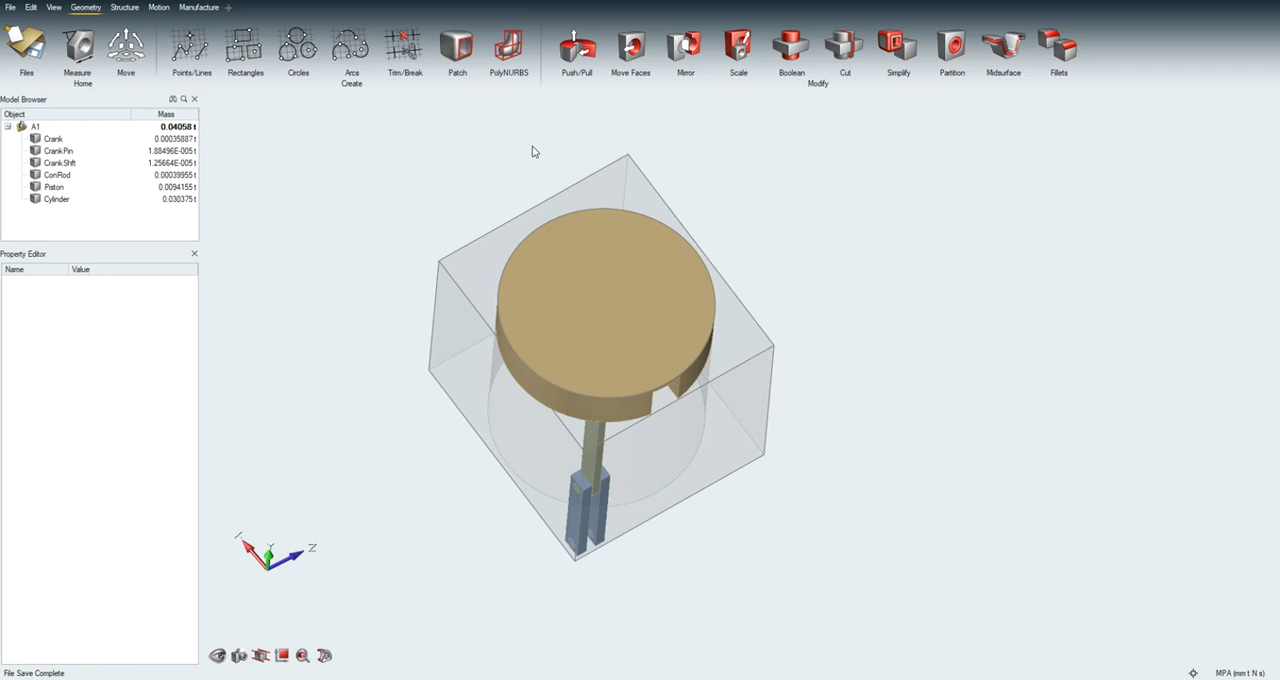 File Edit View Geometry Structure Motion Manufacture
Files Measure Move Points/Lines Rectangles Circles Arcs Trim/Break Patch PolyNURBS Push/Pull Move Faces Mirror Scale Boolean Cut Simplify Partition Midsurface Fillets
Home Create Modify
Model Browser
Object Mass
A1 0.04058 t
Crank 0.00035887 t
CrankPin 1.88496E-005 t
CrankShft 1.25664E-005 t
ConRod 0.00039955 t
Piston 0.0094155 t
Cylinder 0.030375 t
Property Editor
Name Value
Y
Z
File Save Complete MPA (mm t N s)